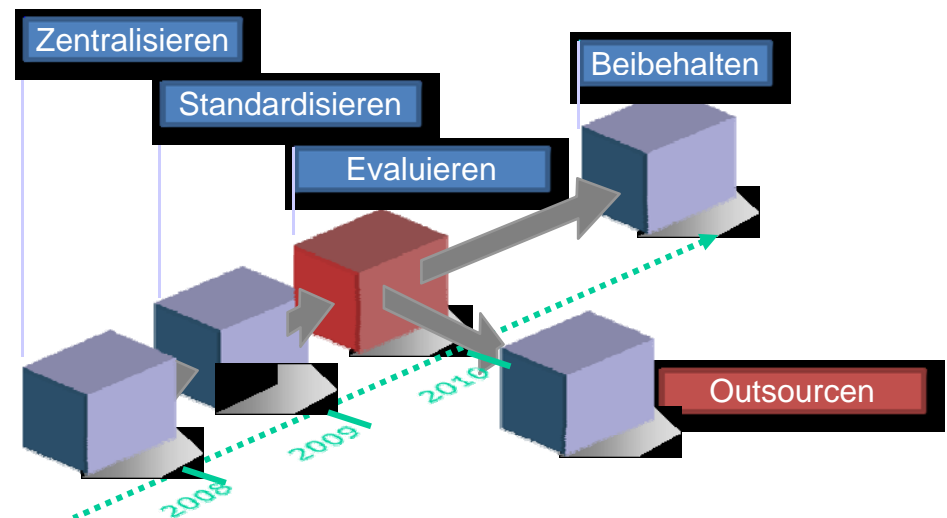 Zentralisieren
Beibehalten
Standardisieren
Evaluieren
2010
Outsourcen
2009
2008